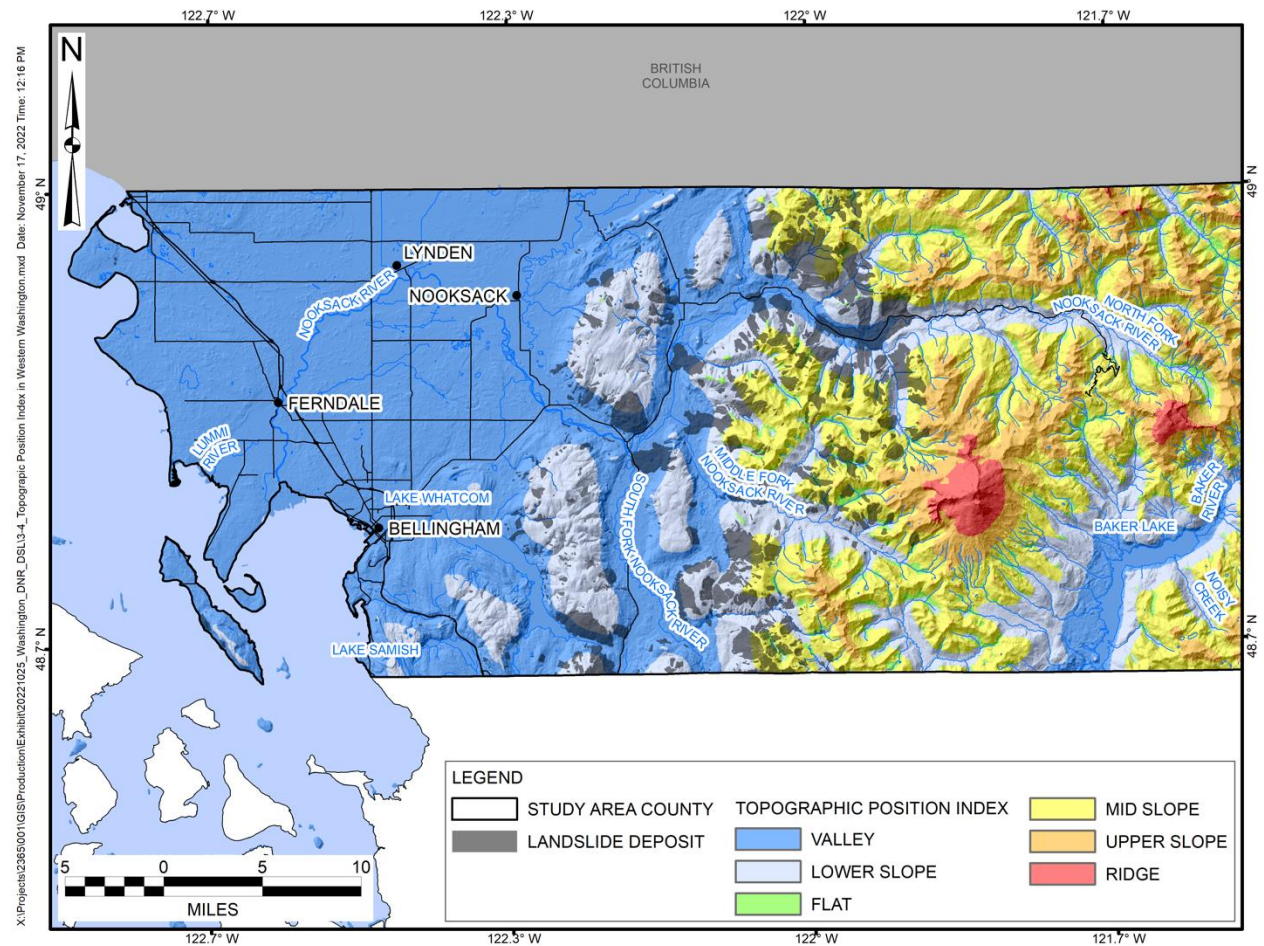 122.7° W
122.3° W
122° W
121.7° W
X:\Projects\2365\001\GIS\Production\Exhibit\20221025_Washington_DNR_DSL3-4_Topograpic Position Index in Western Washington.mxd Date: November 17, 2022 Time: 12:16 PM
N
BRITISH
COLUMBIA
49° N
49° N
LYNDEN
NOOKSACK RIVER
NOOKSACK
NORTH FORK
NOOKSACK RIVER
FERNDALE
LUMMI
RIVER
MIDDLE FORK
NOOKSACK RIVER
SOUTH FORK NOOKSACK RIVER
LAKE WHATCOM
BELLINGHAM
BAKER
RIVER
BAKER LAKE
NOISY
CREEK
LAKE SAMISH
48.7° N
48.7° N
LEGEND
STUDY AREA COUNTY
LANDSLIDE DEPOSIT
TOPOGRAPHIC POSITION INDEX
VALLEY
LOWER SLOPE
FLAT
MID SLOPE
UPPER SLOPE
RIDGE
5 0 5 10
MILES
122.7° W
122.3° W
122° W
121.7° W